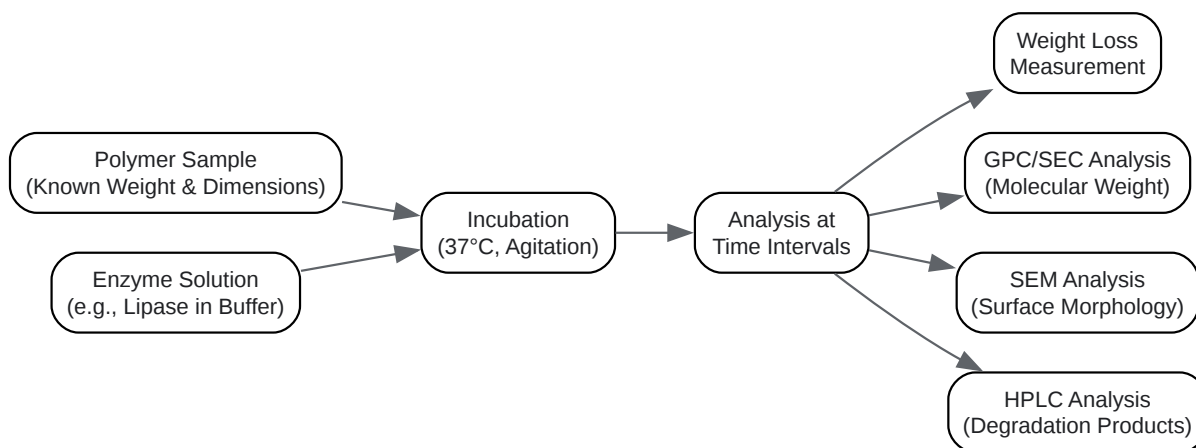 Polymer Sample
(Known Weight & Dimensions)
Enzyme Solution
(e.g., Lipase in Buffer)
Incubation
(37°C, Agitation)
Analysis at
Time Intervals
Weight Loss
Measurement
GPC/SEC Analysis
(Molecular Weight)
SEM Analysis
(Surface Morphology)
HPLC Analysis
(Degradation Products)